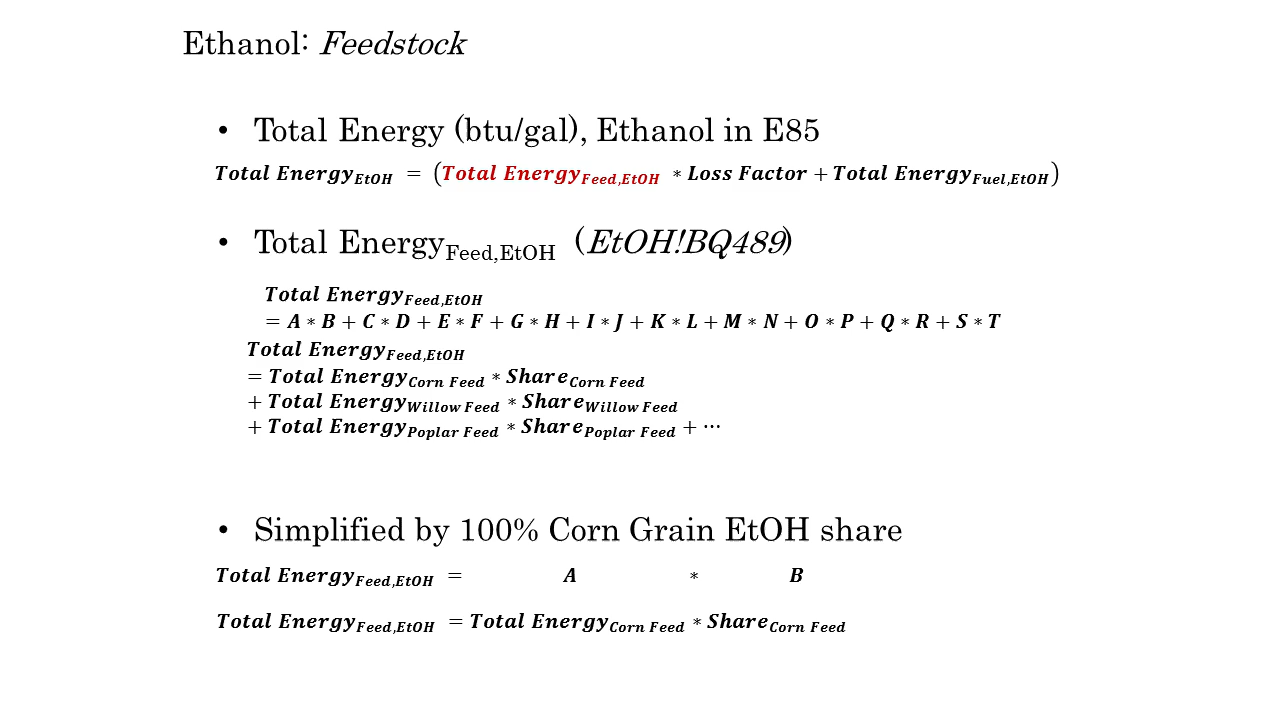 Ethanol: Feedstock
• Total Energy (btu/gal), Ethanol in E85
Total Energy_EtOH = (Total Energy_Feed,EtOH * Loss Factor + Total Energy_Fuel,EtOH)
• Total Energy_Feed,EtOH (EtOH!BQ489)
Total Energy_Feed,EtOH
= A * B + C * D + E * F + G * H + I * J + K * L + M * N + O * P + Q * R + S * T
Total Energy_Feed,EtOH
= Total Energy_Corn Feed * Share_Corn Feed
+ Total Energy_Willow Feed * Share_Willow Feed
+ Total Energy_Poplar Feed * Share_Poplar Feed + ⋯
• Simplified by 100% Corn Grain EtOH share
Total Energy_Feed,EtOH = A * B
Total Energy_Feed,EtOH = Total Energy_Corn Feed * Share_Corn Feed